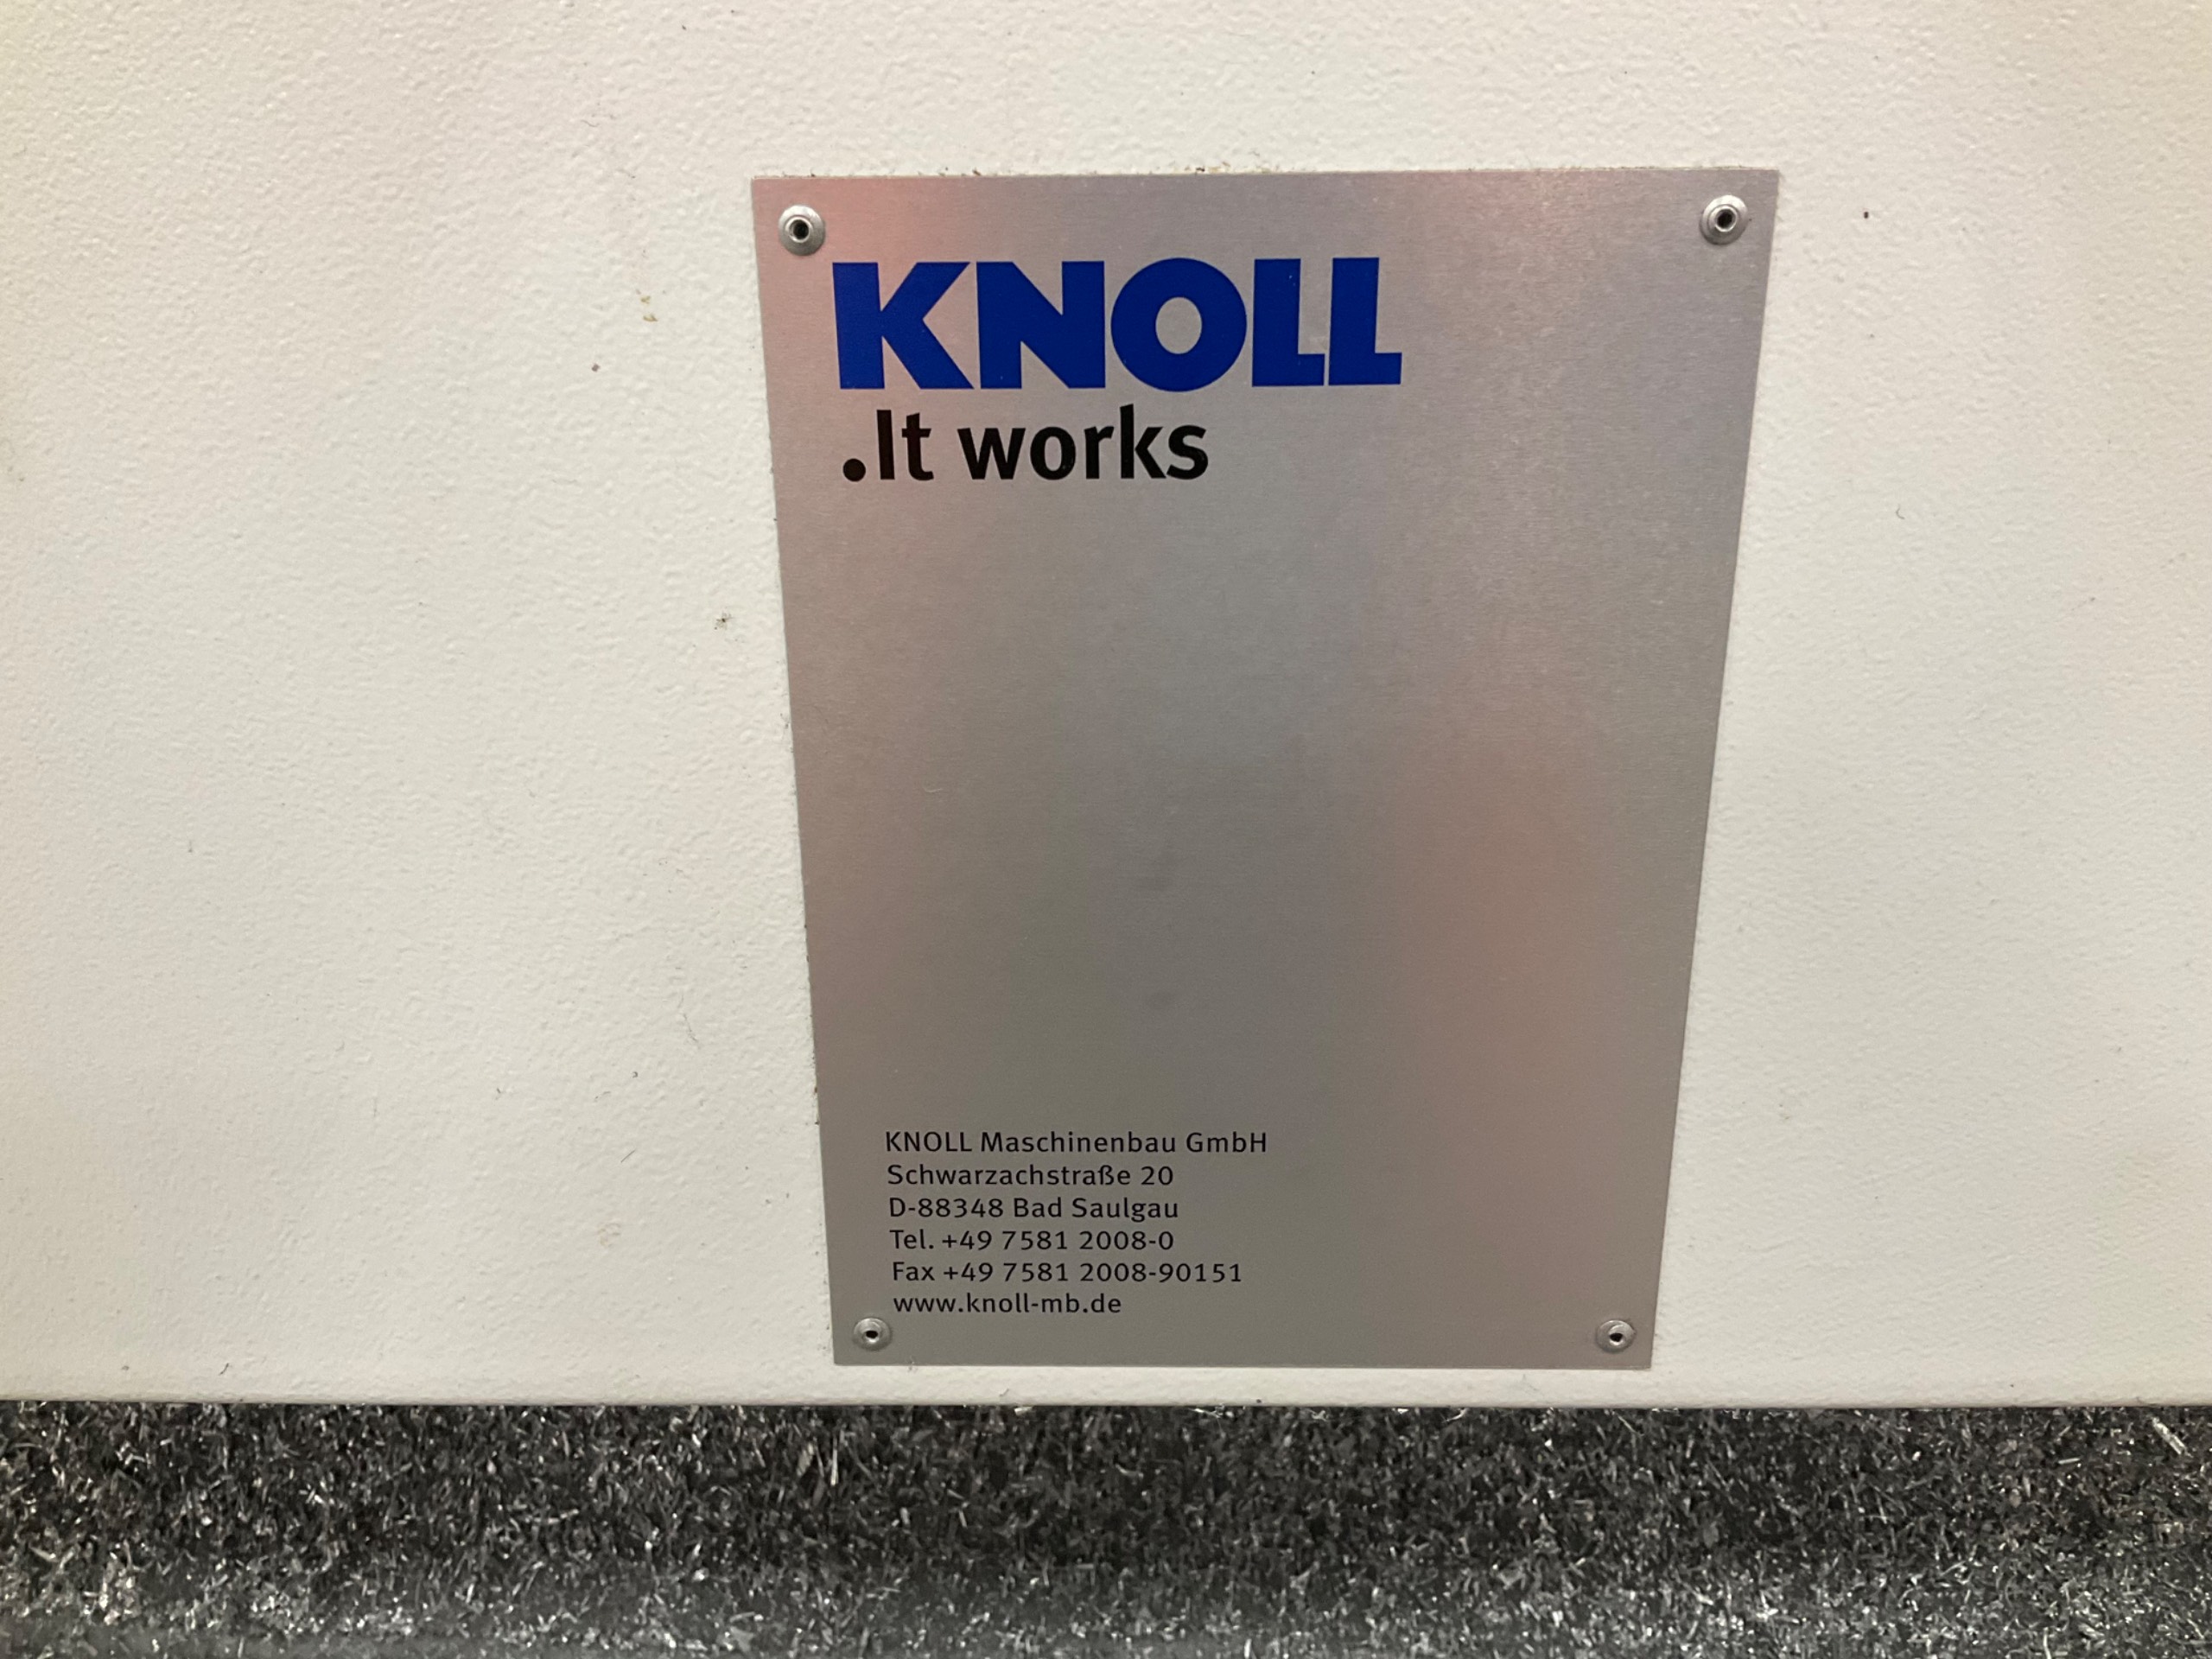 KNOLL
.It works
KNOLL Maschinenbau GmbH
Schwarzachstraße 20
D-88348 Bad Saulgau
Tel. +49 7581 2008-0
Fax +49 7581 2008-90151
www.knoll-mb.de